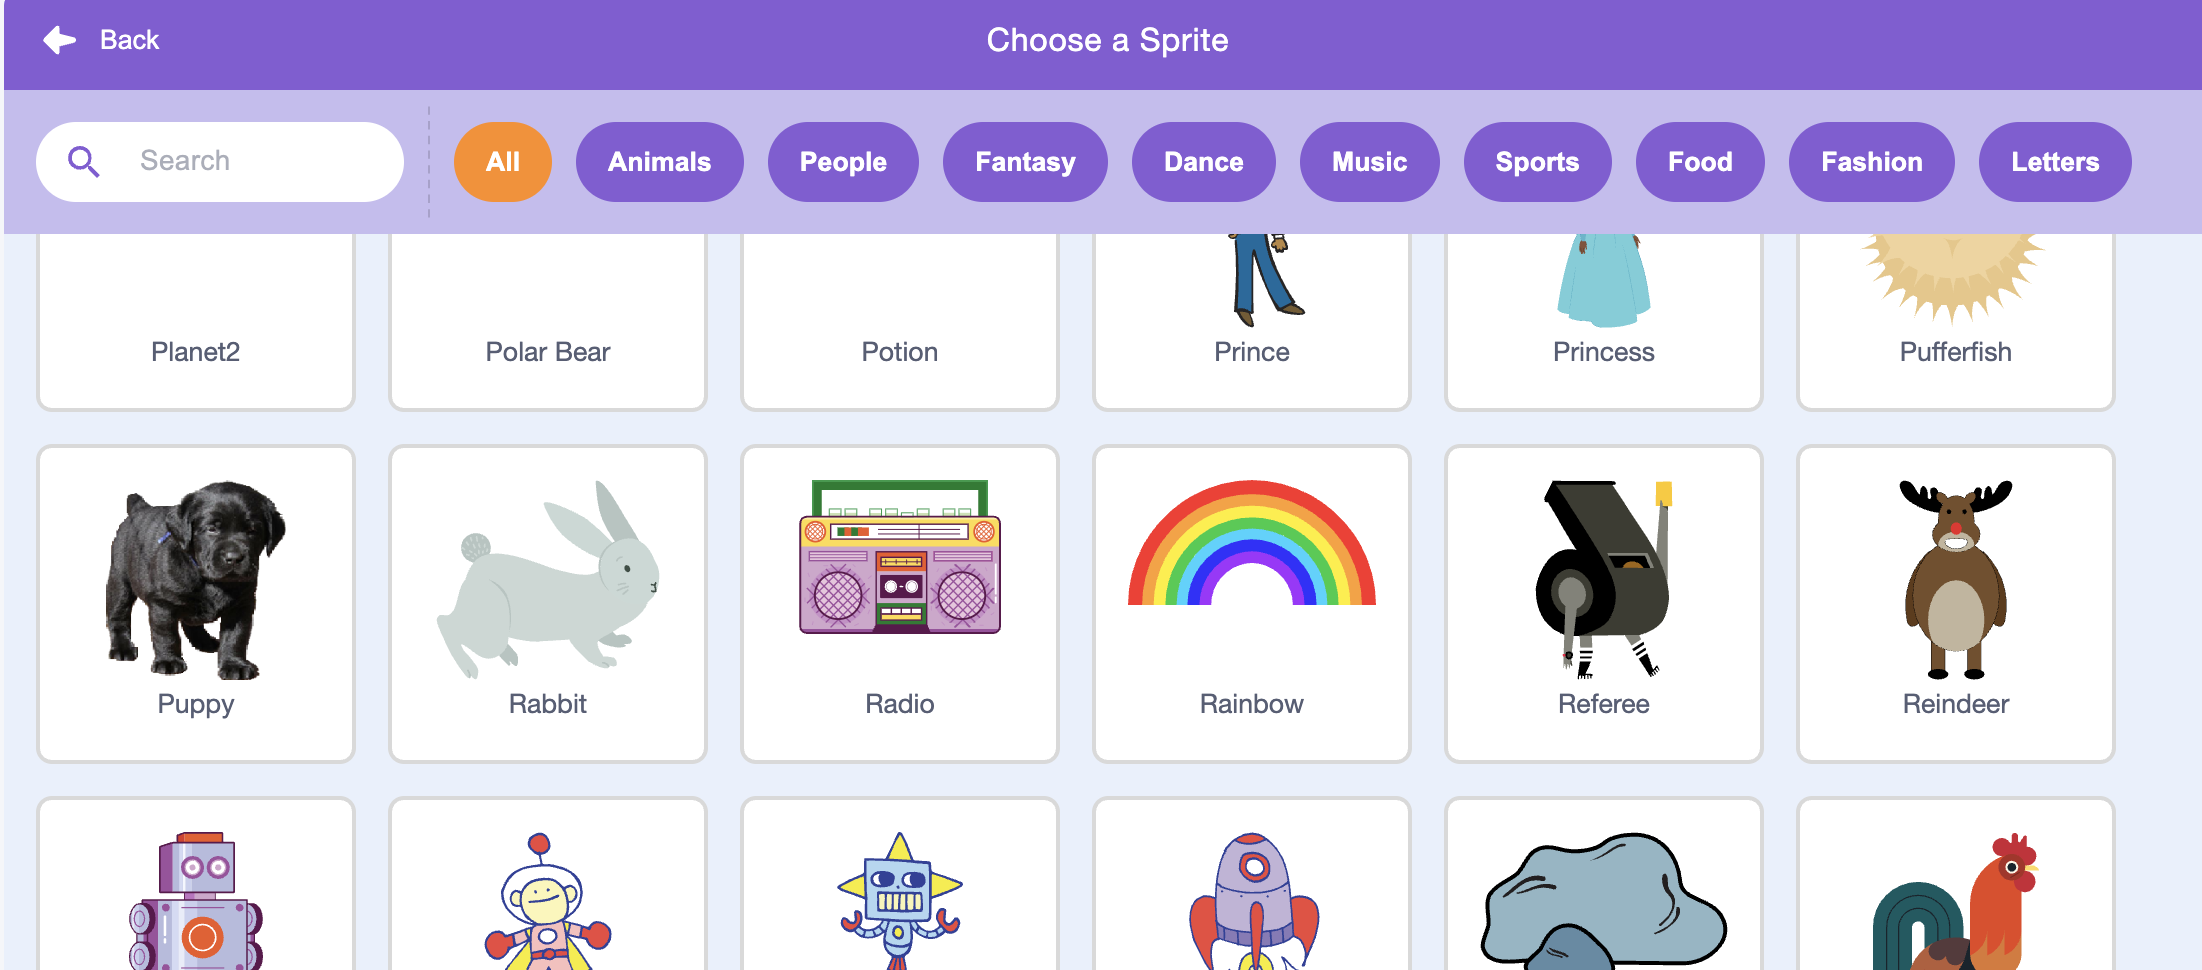 Back
Choose a Sprite
Search
All
Animals
People
Fantasy
Dance
Music
Sports
Food
Fashion
Letters
Planet2
Polar Bear
Potion
Prince
Princess
Pufferfish
Puppy
Rabbit
Radio
Rainbow
Referee
Reindeer